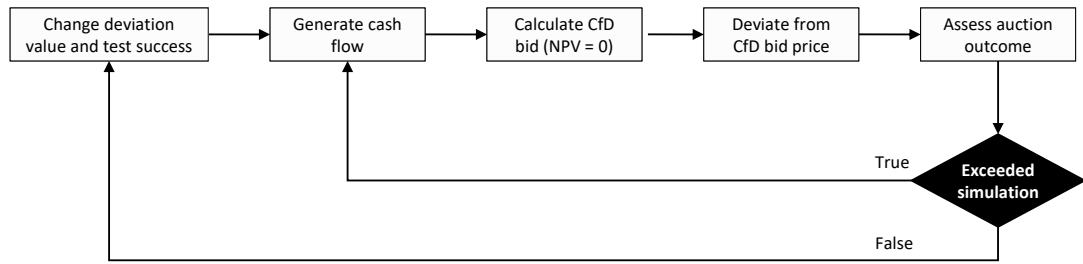 Change deviation
value and test success
Generate cash
flow
Calculate CfD
bid (NPV = 0)
Deviate from
CfD bid price
Assess auction
outcome
True
Exceeded
simulation
False